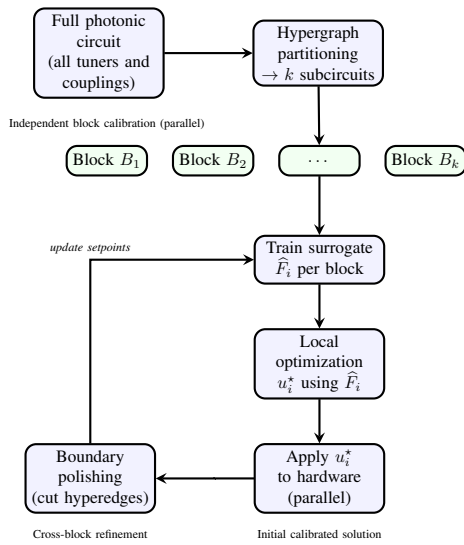 Full photonic
circuit
(all tuners and
couplings)
Hypergraph
partitioning
→ k subcircuits
Independent block calibration (parallel)
Block B₁
Block B₂
⋯
Block Bₖ
update setpoints
Train surrogate
F̂ᵢ per block
Local
optimization
uᵢ⋆ using F̂ᵢ
Boundary
polishing
(cut hyperedges)
Apply uᵢ⋆
to hardware
(parallel)
Cross-block refinement
Initial calibrated solution